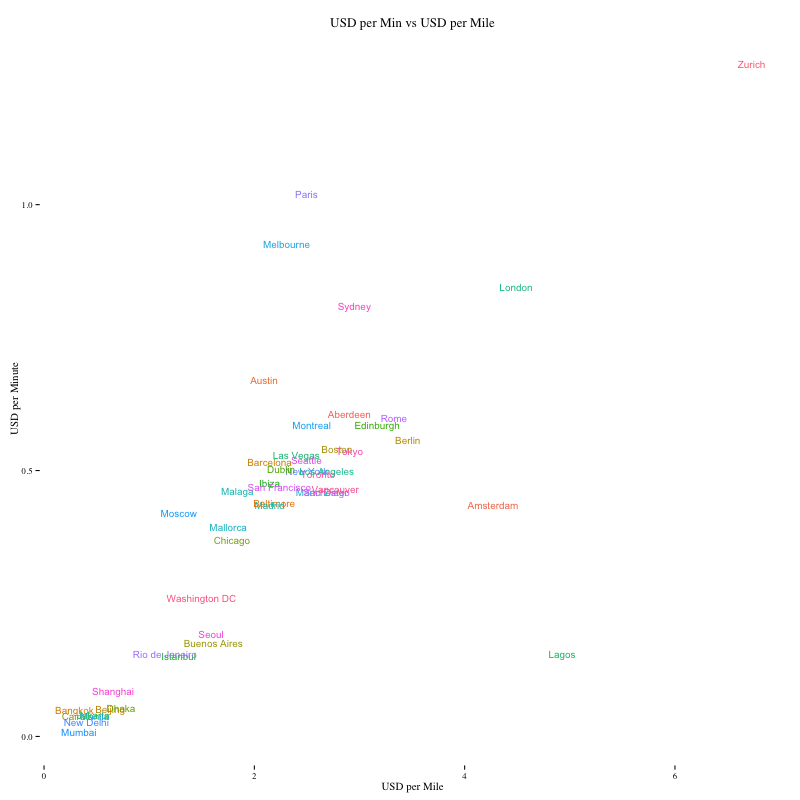 USD per Min vs USD per Mile
Zurich
Paris
1.0
Melbourne
London
Sydney
Austin
USD per Minute
Aberdeen
Rome
Montreal
Edinburgh
Berlin
Boston
Tokyo
Las Vegas
Seattle
Barcelona
Dublin
0.5
New York
Los Angeles
Toronto
Ibiza
San Francisco
Malaga
Vancouver
San Diego
Baltimore
Madrid
Amsterdam
Moscow
Mallorca
Chicago
Washington DC
Seoul
Buenos Aires
Rio de Janeiro
Istanbul
Lagos
Shanghai
Bangkok
Beijing
Dhaka
New Delhi
Mumbai
0.0
0
2
4
6
USD per Mile